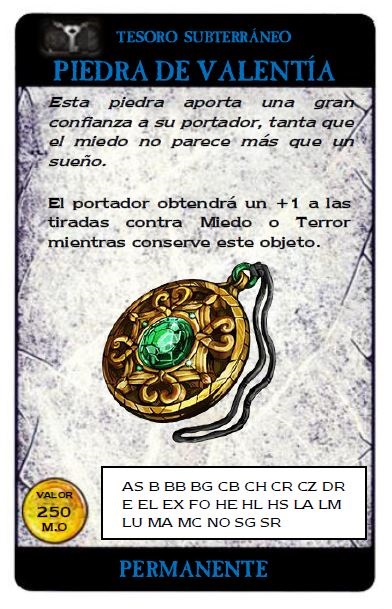 TESORO SUBTERRÁNEO
PIEDRA DE VALENTÍA
Esta piedra aporta una gran
confianza a su portador, tanta que
el miedo no parece más que un
sueño.
El portador obtendrá un +1 a las
tiradas contra Miedo o Terror
mientras conserve este objeto.
VALOR
250
M.O
AS B BB BG CB CH CR CZ DR
E EL EX FO HE HL HS LA LM
LU MA MC NO SG SR
PERMANENTE